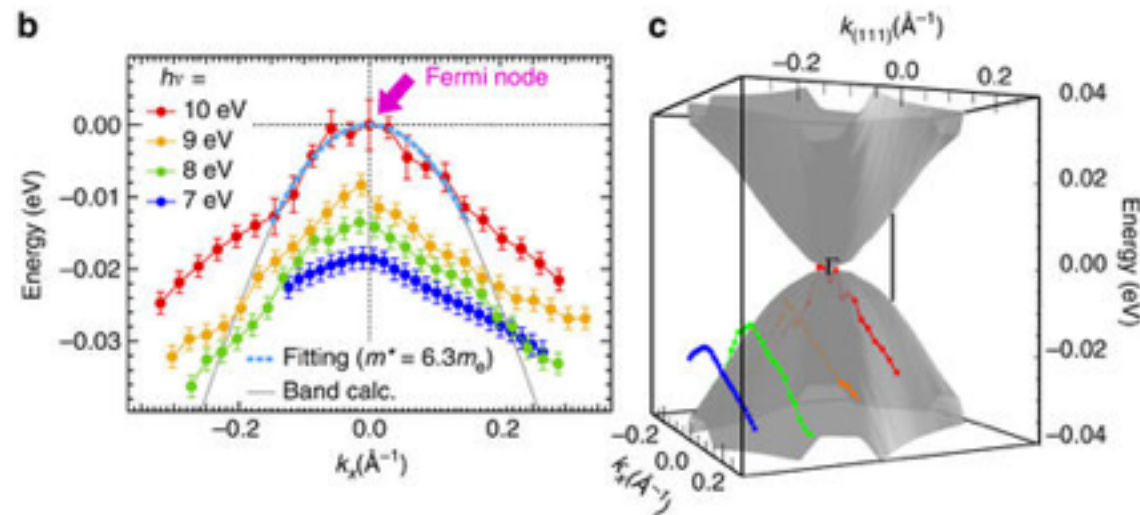 b
hν =
10 eV
9 eV
8 eV
7 eV
Fermi node
Fitting (m* = 6.3mₑ)
Band calc.
Energy (eV)
0.00
−0.01
−0.02
−0.03
−0.2
0.0
0.2
kₓ(Å⁻¹)
c
k₍₁₁₁₎(Å⁻¹)
−0.2
0.0
0.2
0.04
0.02
0.00
−0.02
−0.04
Energy (eV)
Γ
−0.2
0.0
0.2
kₓ(Å⁻¹)